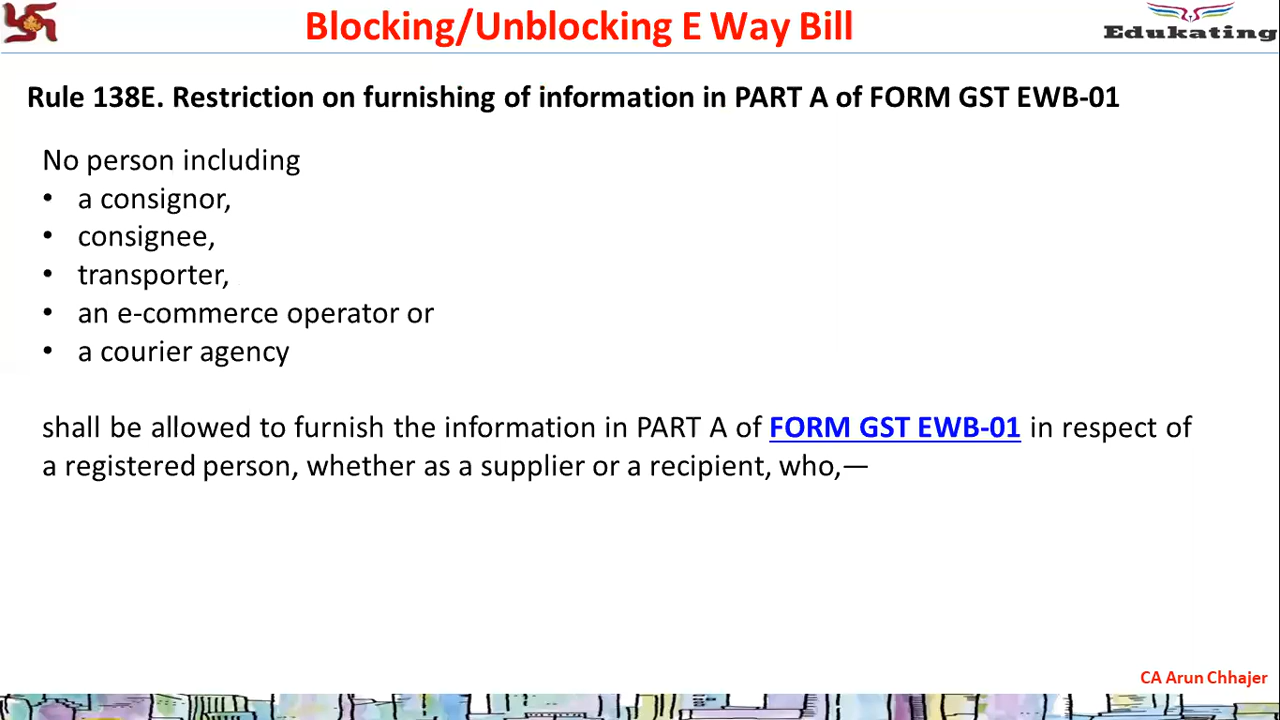 Blocking/Unblocking E Way Bill
Edukating
Rule 138E. Restriction on furnishing of information in PART A of FORM GST EWB-01
No person including
• a consignor,
• consignee,
• transporter,
• an e-commerce operator or
• a courier agency
shall be allowed to furnish the information in PART A of FORM GST EWB-01 in respect of
a registered person, whether as a supplier or a recipient, who,—
CA Arun Chhajer